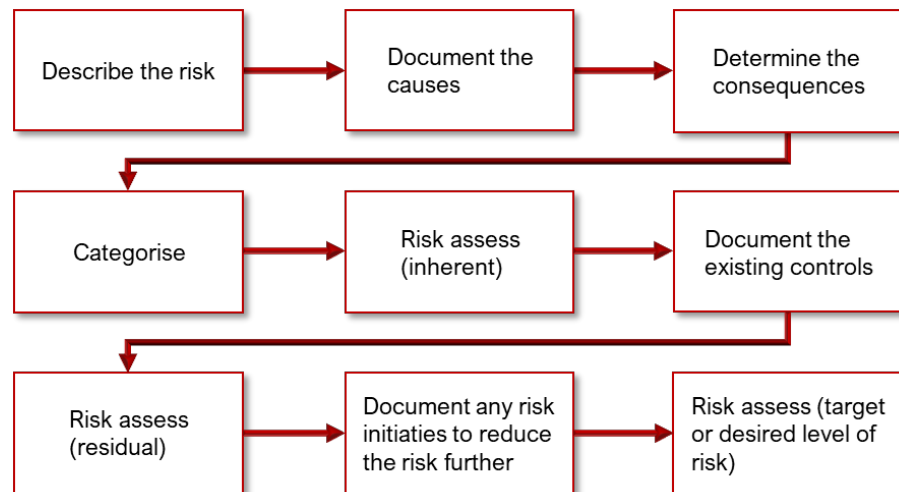 Describe the risk
Document the
causes
Determine the
consequences
Categorise
Risk assess
(inherent)
Document the
existing controls
Risk assess
(residual)
Document any risk
initiaties to reduce
the risk further
Risk assess (target
or desired level of
risk)